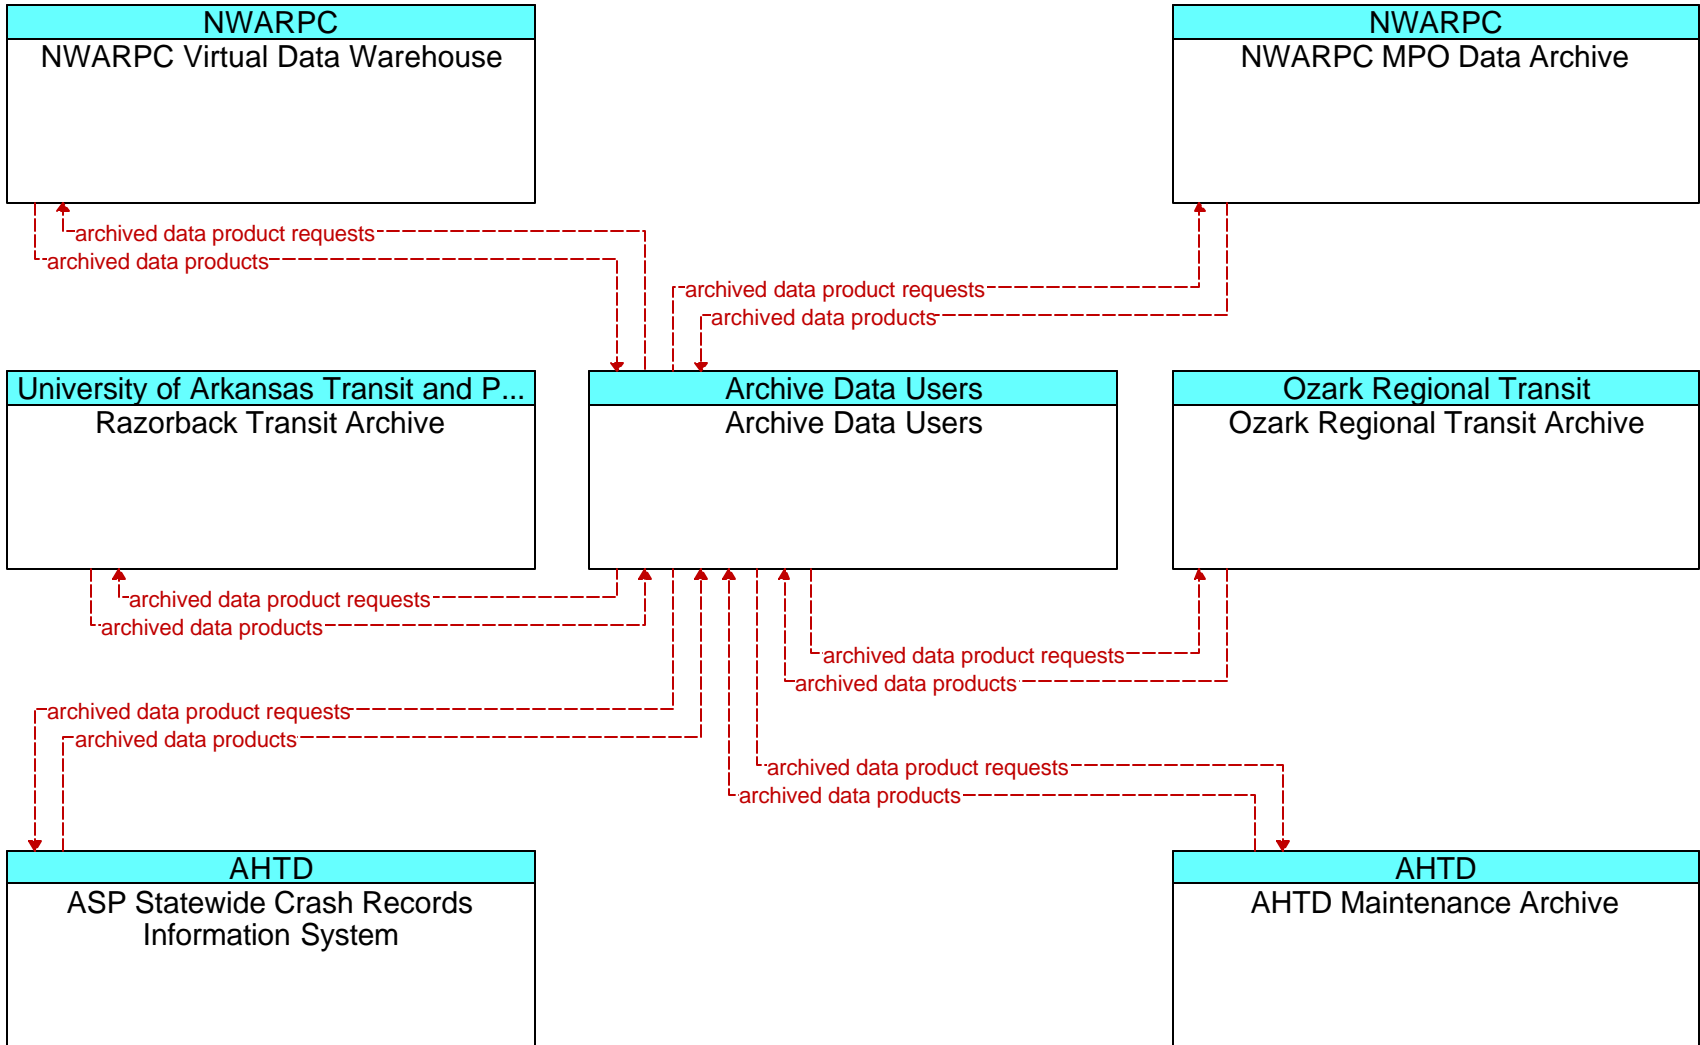 NWARPC
NWARPC Virtual Data Warehouse
NWARPC
NWARPC MPO Data Archive
archived data product requests
archived data products
archived data product requests
archived data products
University of Arkansas Transit and P...
Razorback Transit Archive
Archive Data Users
Archive Data Users
Ozark Regional Transit
Ozark Regional Transit Archive
archived data product requests
archived data products
archived data product requests
archived data products
archived data product requests
archived data products
archived data product requests
archived data products
AHTD
ASP Statewide Crash Records
Information System
AHTD
AHTD Maintenance Archive